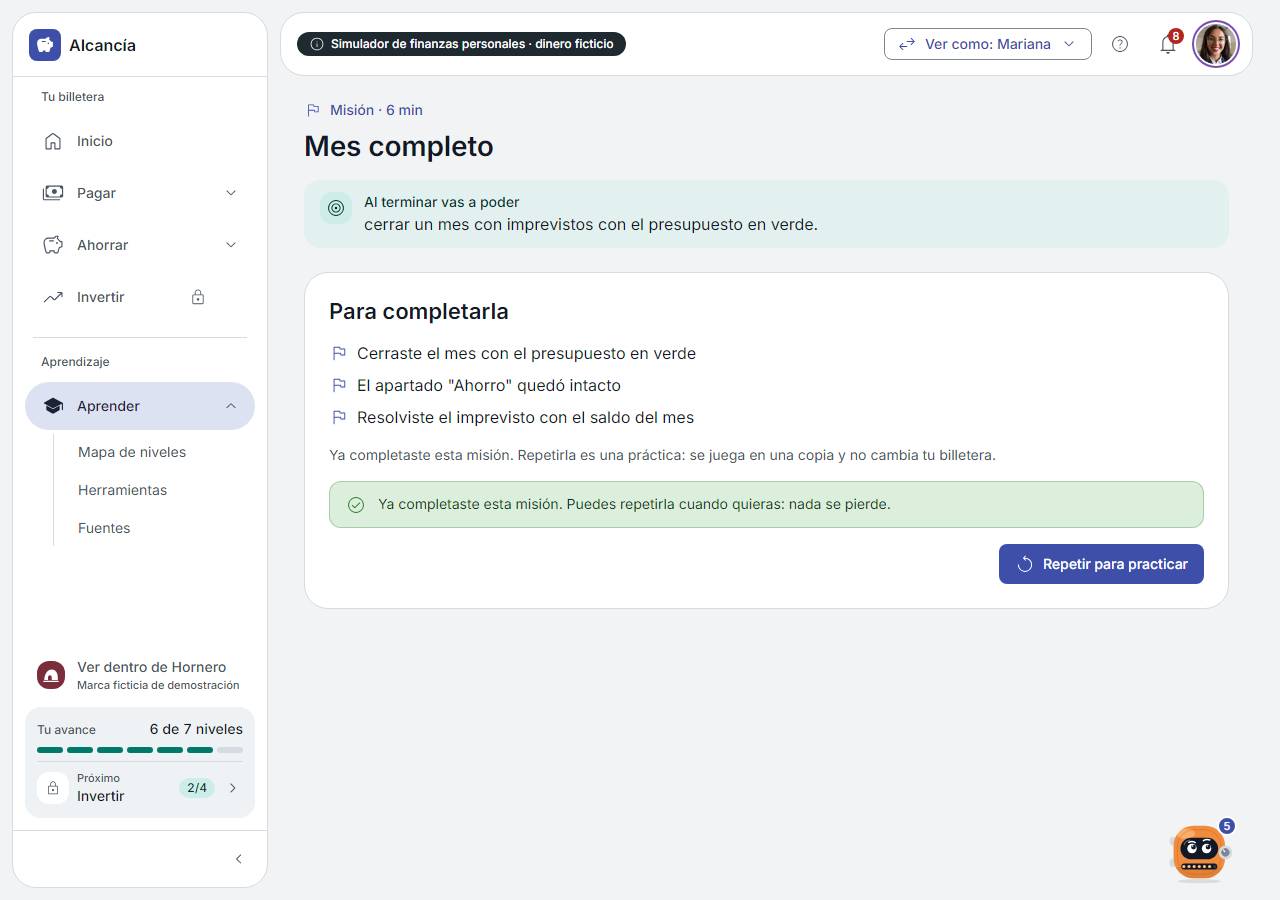 Alcancía
Simulador de finanzas personales · dinero ficticio
Ver como: Mariana
8
Tu billetera
Inicio
Pagar
Ahorrar
Invertir
Aprendizaje
Aprender
Mapa de niveles
Herramientas
Fuentes
Ver dentro de Hornero
Marca ficticia de demostración
Tu avance
6 de 7 niveles
Próximo
Invertir
2/4
Misión · 6 min
Mes completo
Al terminar vas a poder
cerrar un mes con imprevistos con el presupuesto en verde.
Para completarla
Cerraste el mes con el presupuesto en verde
El apartado "Ahorro" quedó intacto
Resolviste el imprevisto con el saldo del mes
Ya completaste esta misión. Repetirla es una práctica: se juega en una copia y no cambia tu billetera.
Ya completaste esta misión. Puedes repetirla cuando quieras: nada se pierde.
Repetir para practicar
5